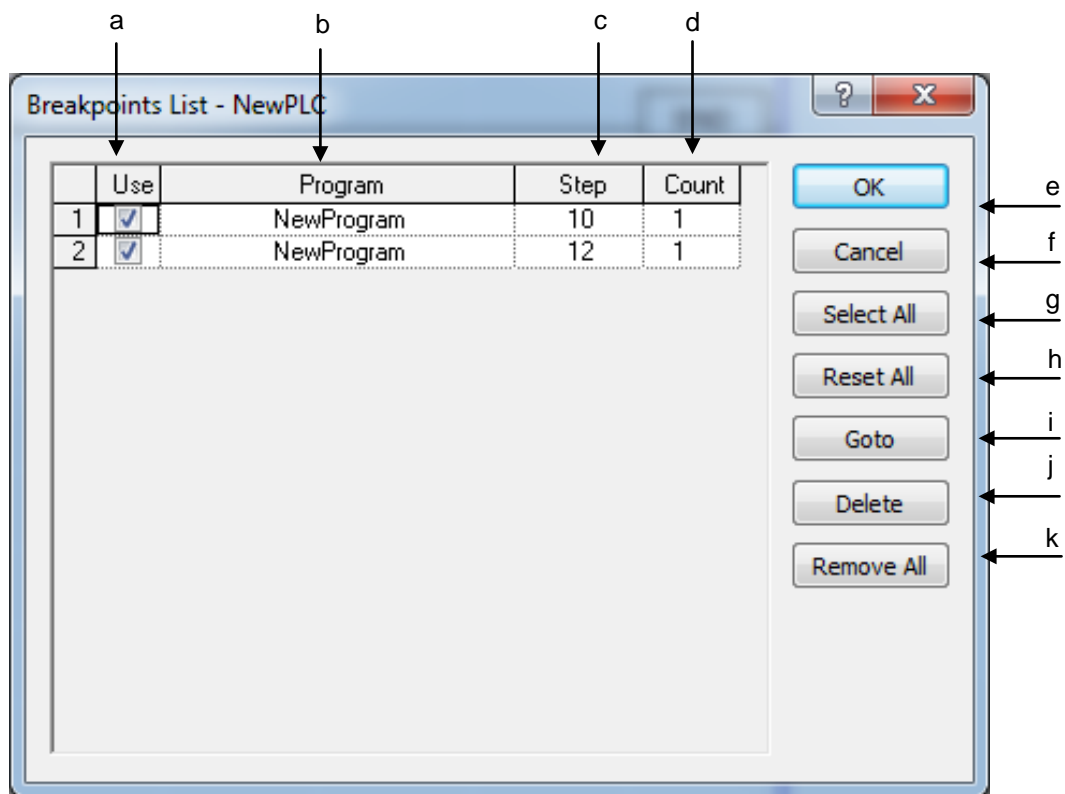 a b c d
Breakpoints List - NewPLC
Use Program Step Count
1 NewProgram 10 1
2 NewProgram 12 1
OK
e
Cancel
f
Select All
g
Reset All
h
Goto
i
Delete
j
Remove All
k